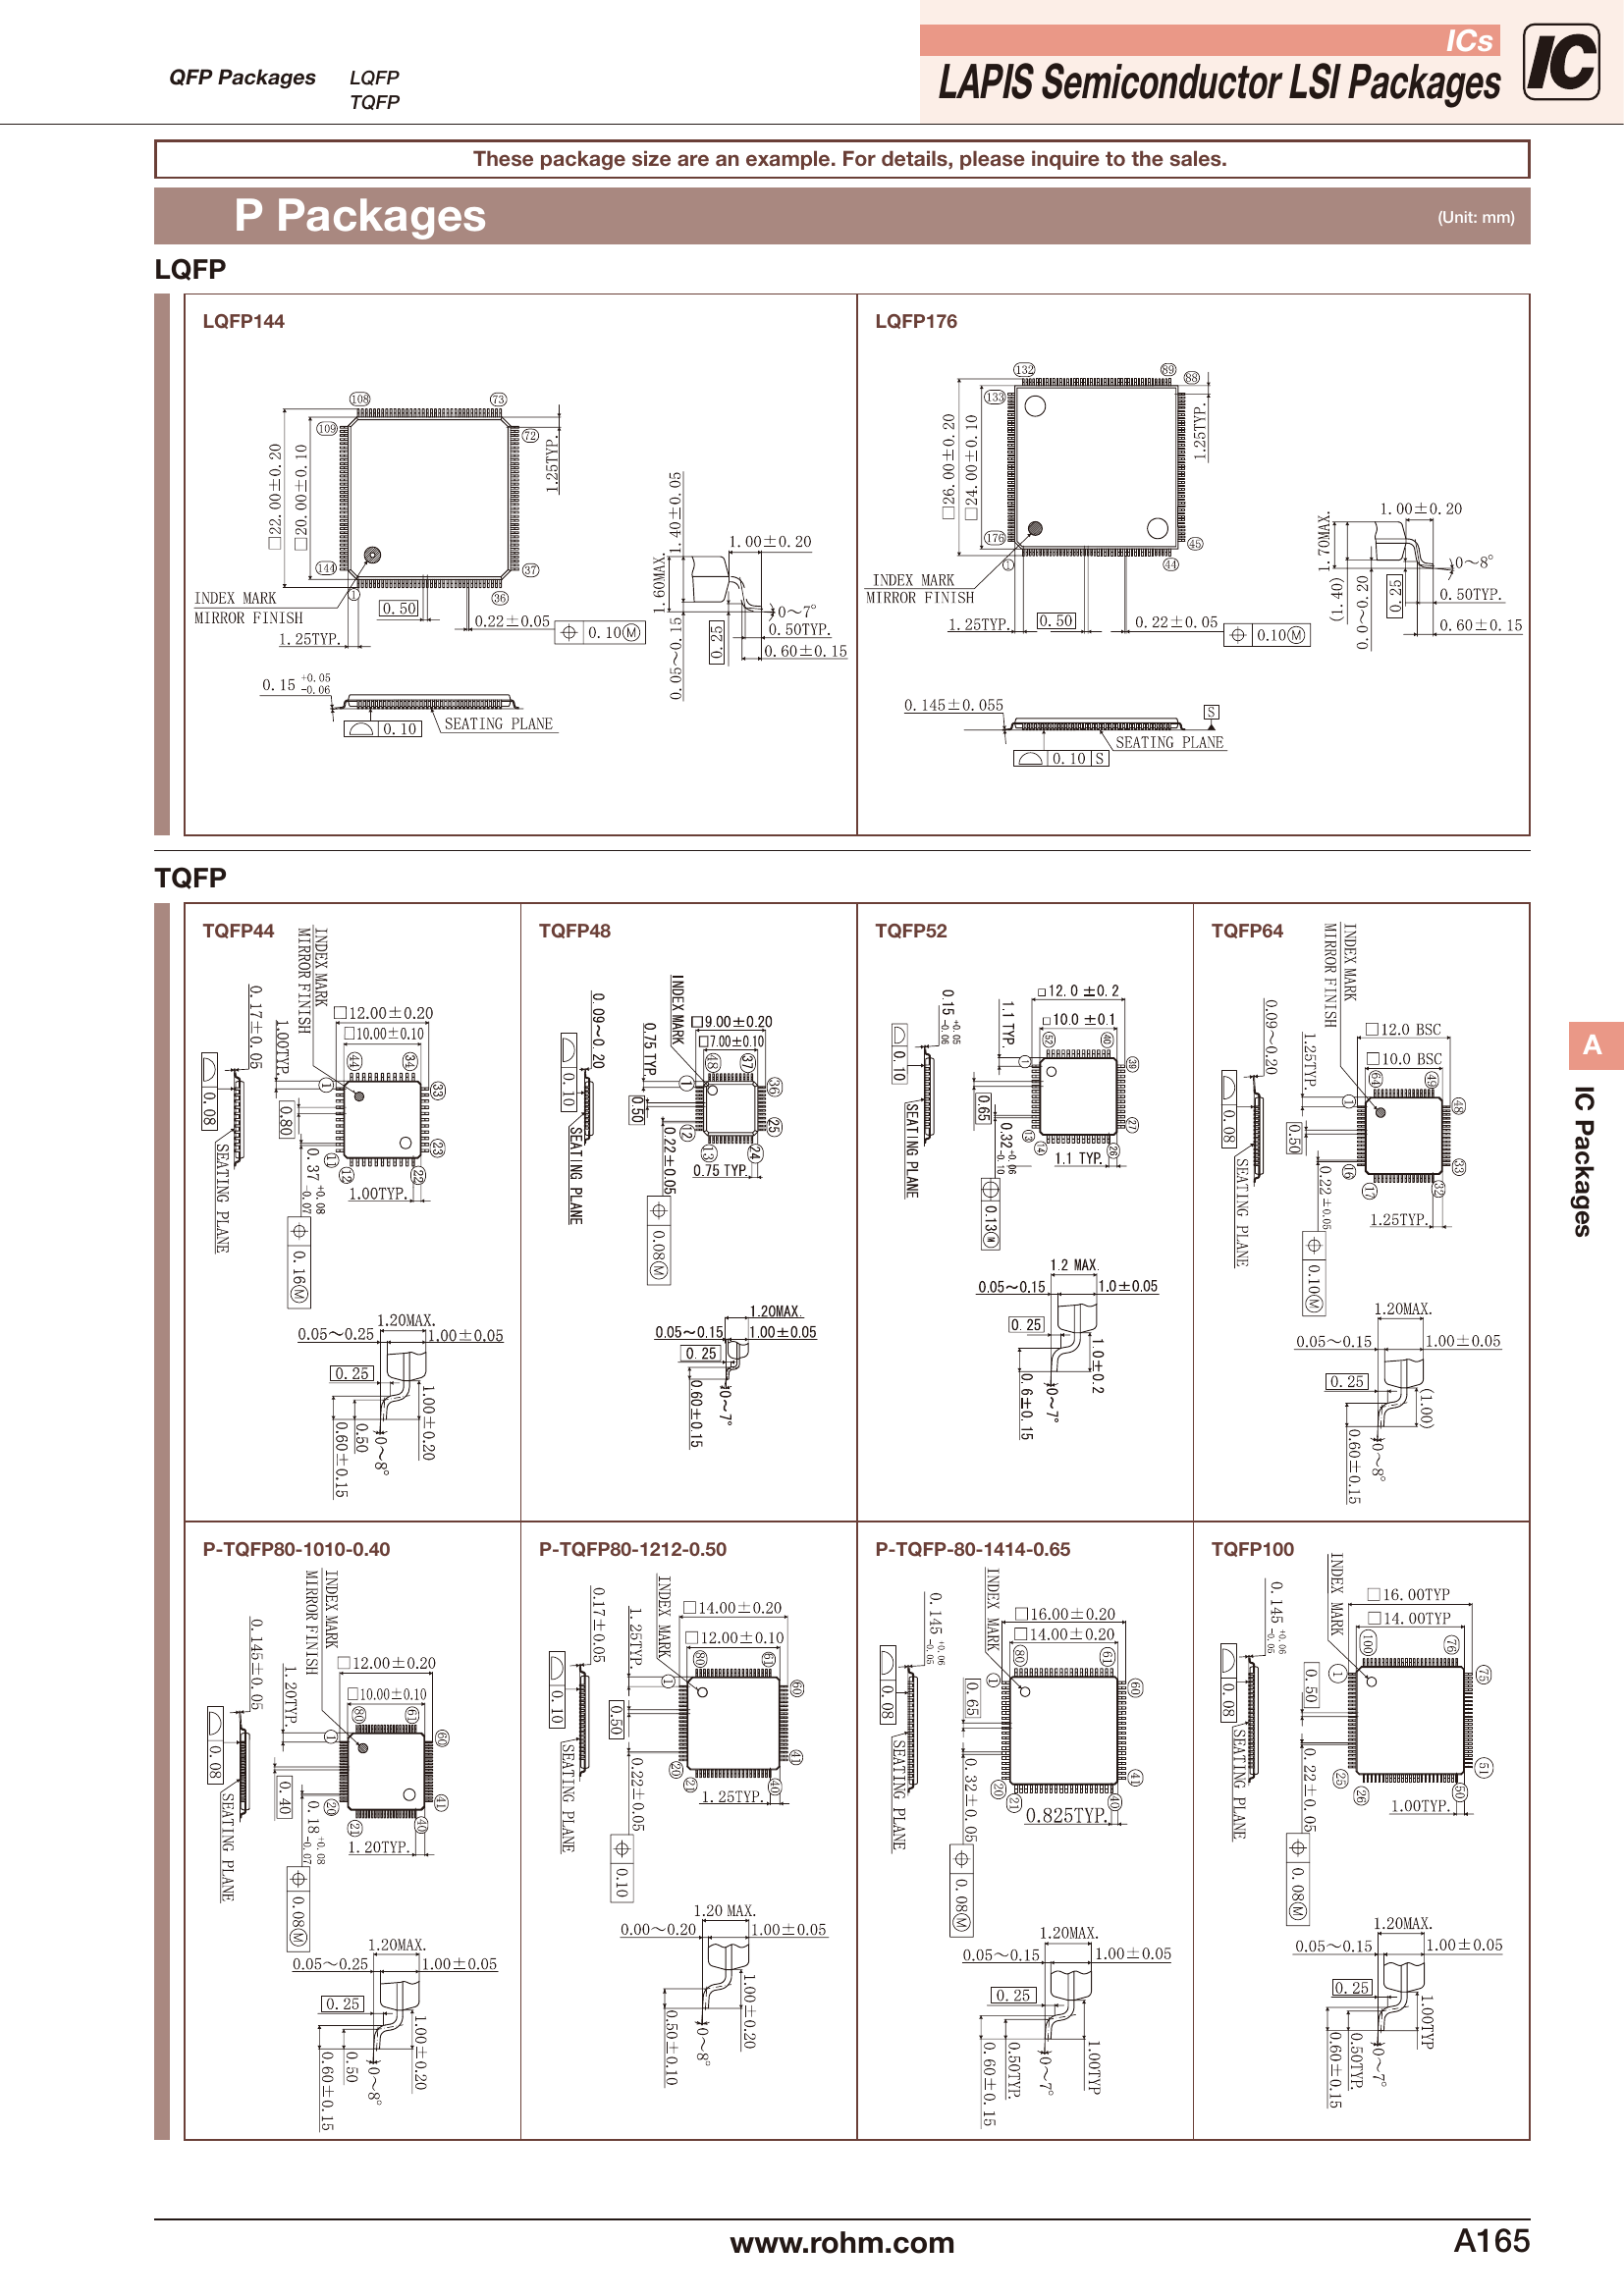 QFP Packages LQFP
TQFP
ICs
LAPIS Semiconductor LSI Packages
IC
These package size are an example. For details, please inquire to the sales.
P Packages
(Unit: mm)
LQFP
LQFP144
108
73
109
72
□22.00±0.20
□20.00±0.10
1.25TYP.
144
37
1
36
INDEX MARK
MIRROR FINISH
0.50
0.22±0.05
0.10Ⓜ
1.25TYP.
1.60MAX.
1.40±0.05
1.00±0.20
0~7°
0.50TYP.
0.60±0.15
0.25
0.05~0.15
0.15 +0.05 -0.06
0.10
SEATING PLANE
LQFP176
132
89
88
133
□26.00±0.20
□24.00±0.10
1.25TYP.
176
45
1
44
INDEX MARK
MIRROR FINISH
1.25TYP.
0.50
0.22±0.05
0.10Ⓜ
1.70MAX.
(1.40)
0.0~0.20
0.25
1.00±0.20
0~8°
0.50TYP.
0.60±0.15
0.145±0.055
S
SEATING PLANE
0.10 S
TQFP
TQFP44
INDEX MARK
MIRROR FINISH
□12.00±0.20
□10.00±0.10
0.17±0.05
1.00TYP.
44
34
1
33
0.08
0.80
SEATING PLANE
11
23
12
22
0.37 +0.08 -0.07
1.00TYP.
0.16Ⓜ
1.20MAX.
0.05~0.25
1.00±0.05
0.25
1.00±0.20
0.50
0~8°
0.60±0.15
TQFP48
INDEX MARK
□9.00±0.20
□7.00±0.10
0.09~0.20
0.75 TYP.
48
37
1
36
0.10
0.50
12
25
13
24
SEATING PLANE
0.22±0.05
0.75 TYP.
0.08Ⓜ
1.20MAX.
0.05~0.15
1.00±0.05
0.25
0~7°
0.60±0.15
TQFP52
□12.0 ±0.2
□10.0 ±0.1
0.15 +0.05 -0.06
1.1 TYP.
52
40
1
39
0.10
0.65
13
27
14
26
SEATING PLANE
0.32 +0.06 -0.10
1.1 TYP.
0.13Ⓜ
1.2 MAX.
0.05~0.15
1.0±0.05
0.25
1.0±0.2
0~7°
0.6±0.15
TQFP64
INDEX MARK
MIRROR FINISH
□12.0 BSC
□10.0 BSC
0.09~0.20
1.25TYP.
64
49
1
48
0.08
0.50
16
33
17
32
SEATING PLANE
0.22±0.05
1.25TYP.
0.10Ⓜ
1.20MAX.
0.05~0.15
1.00±0.05
0.25
(1.00)
0~8°
0.60±0.15
P-TQFP80-1010-0.40
INDEX MARK
MIRROR FINISH
□12.00±0.20
□10.00±0.10
0.145±0.05
1.20TYP.
80
61
1
60
0.08
0.40
20
41
21
40
SEATING PLANE
0.18 +0.08 -0.07
1.20TYP.
0.08Ⓜ
1.20MAX.
0.05~0.25
1.00±0.05
0.25
1.00±0.20
0.50
0~8°
0.60±0.15
P-TQFP80-1212-0.50
INDEX MARK
□14.00±0.20
□12.00±0.10
0.17±0.05
1.25TYP.
80
61
1
60
0.10
0.50
20
41
21
40
SEATING PLANE
0.22±0.05
1.25TYP.
0.10
1.20 MAX.
0.00~0.20
1.00±0.05
1.00±0.20
0~8°
0.50±0.10
P-TQFP-80-1414-0.65
INDEX MARK
□16.00±0.20
□14.00±0.20
0.145 +0.06 -0.05
80
61
1
60
0.08
0.65
20
41
21
40
SEATING PLANE
0.32±0.05
0.825TYP.
0.08Ⓜ
1.20MAX.
0.05~0.15
1.00±0.05
0.25
1.00TYP
0.50TYP.
0~7°
0.60±0.15
TQFP100
INDEX MARK
□16.00TYP
□14.00TYP
0.145 +0.06 -0.05
100
76
1
75
0.08
0.50
25
51
26
50
SEATING PLANE
0.22±0.05
1.00TYP.
0.08Ⓜ
1.20MAX.
0.05~0.15
1.00±0.05
0.25
1.00TYP
0.50TYP.
0~7°
0.60±0.15
A
IC Packages
www.rohm.com
A165